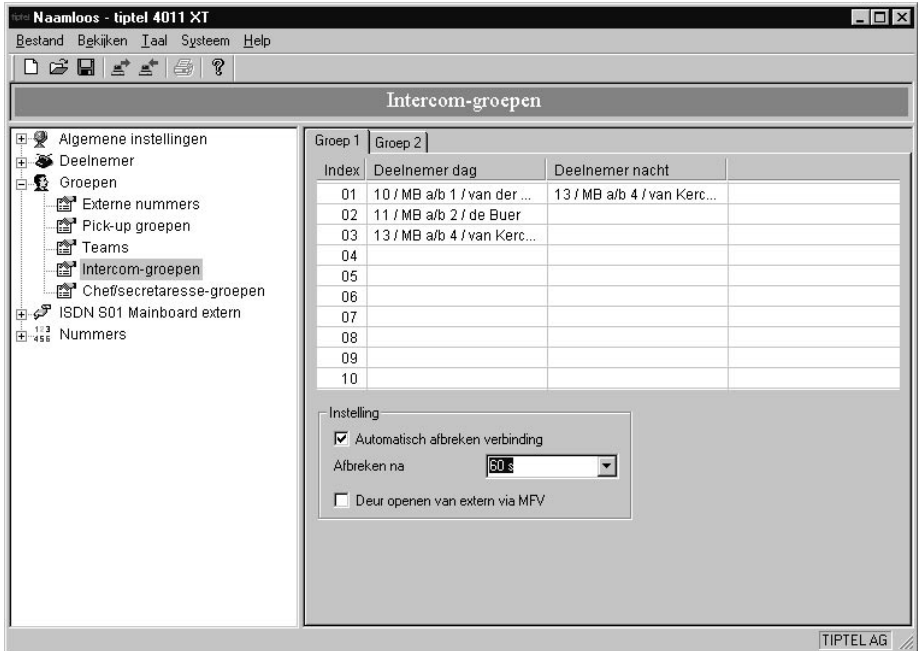 tiptel Naamloos - tiptel 4011 XT
Bestand Bekijken Taal Systeem Help
Intercom-groepen
Algemene instellingen
Deelnemer
Groepen
Externe nummers
Pick-up groepen
Teams
Intercom-groepen
Chef/secretaresse-groepen
ISDN S01 Mainboard extern
123
456 Nummers
Groep 1 Groep 2
Index Deelnemer dag Deelnemer nacht
01 10 / MB a/b 1 / van der ... 13 / MB a/b 4 / van Kerc...
02 11 / MB a/b 2 / de Buer
03 13 / MB a/b 4 / van Kerc...
04
05
06
07
08
09
10
Instelling
Automatisch afbreken verbinding
Afbreken na 60 s
Deur openen van extern via MFV
TIPTEL AG